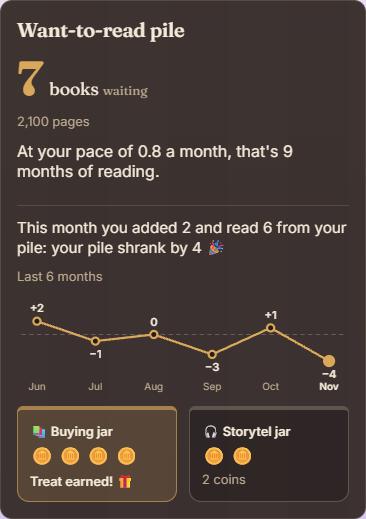 Want-to-read pile
7 books waiting
2,100 pages
At your pace of 0.8 a month, that's 9
months of reading.
This month you added 2 and read 6 from your
pile: your pile shrank by 4 🎉
Last 6 months
+2
−1
0
−3
+1
−4
Jun Jul Aug Sep Oct Nov
Buying jar
Treat earned! 🎁
Storytel jar
2 coins